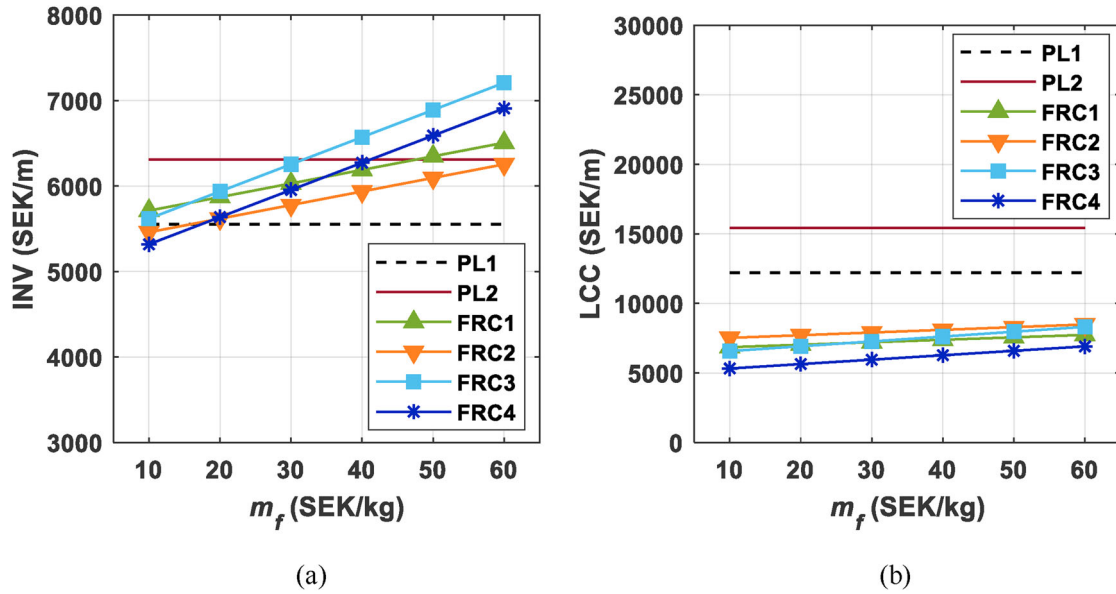 8000
7000
6000
5000
4000
3000
INV (SEK/m)
10 20 30 40 50 60
m_f (SEK/kg)
PL1
PL2
FRC1
FRC2
FRC3
FRC4
(a)
30000
25000
20000
15000
10000
5000
0
LCC (SEK/m)
10 20 30 40 50 60
m_f (SEK/kg)
PL1
PL2
FRC1
FRC2
FRC3
FRC4
(b)